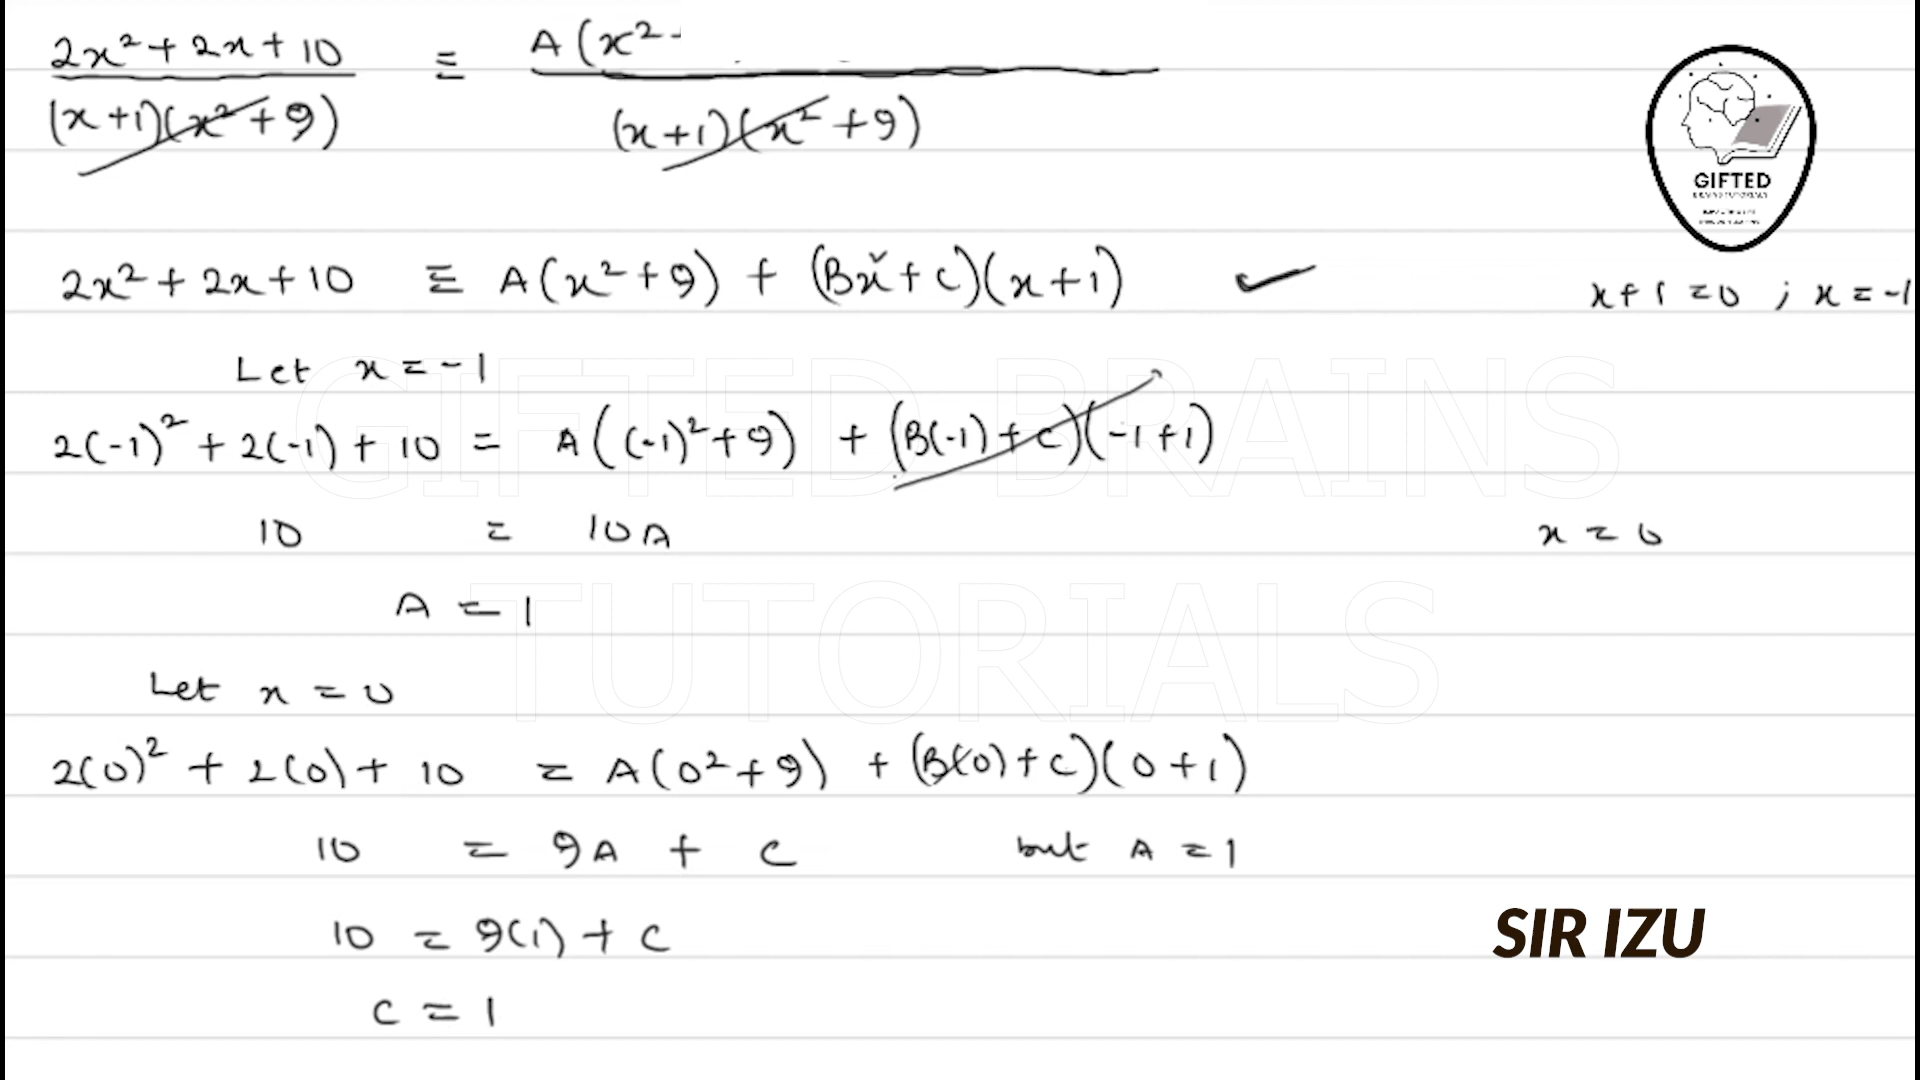 2x² + 2x + 10 ≡ A(x² -
(x+1)(x²+9) (x+1)(x²+9)
GIFTED
2x² + 2x + 10 ≡ A(x²+9) + (Bx + C)(x+1) ✓ x+1 = 0 ; x = -1
Let x = -1
2(-1)² + 2(-1) + 10 = A((-1)²+9) + (B(-1) + C)(-1+1)
10 = 10A x = 0
A = 1
Let x = 0
2(0)² + 2(0) + 10 = A(0²+9) + (B(0) + C)(0+1)
10 = 9A + C but A = 1
10 = 9(1) + C
C = 1
SIR IZU
GIFTED BRAINS
TUTORIALS